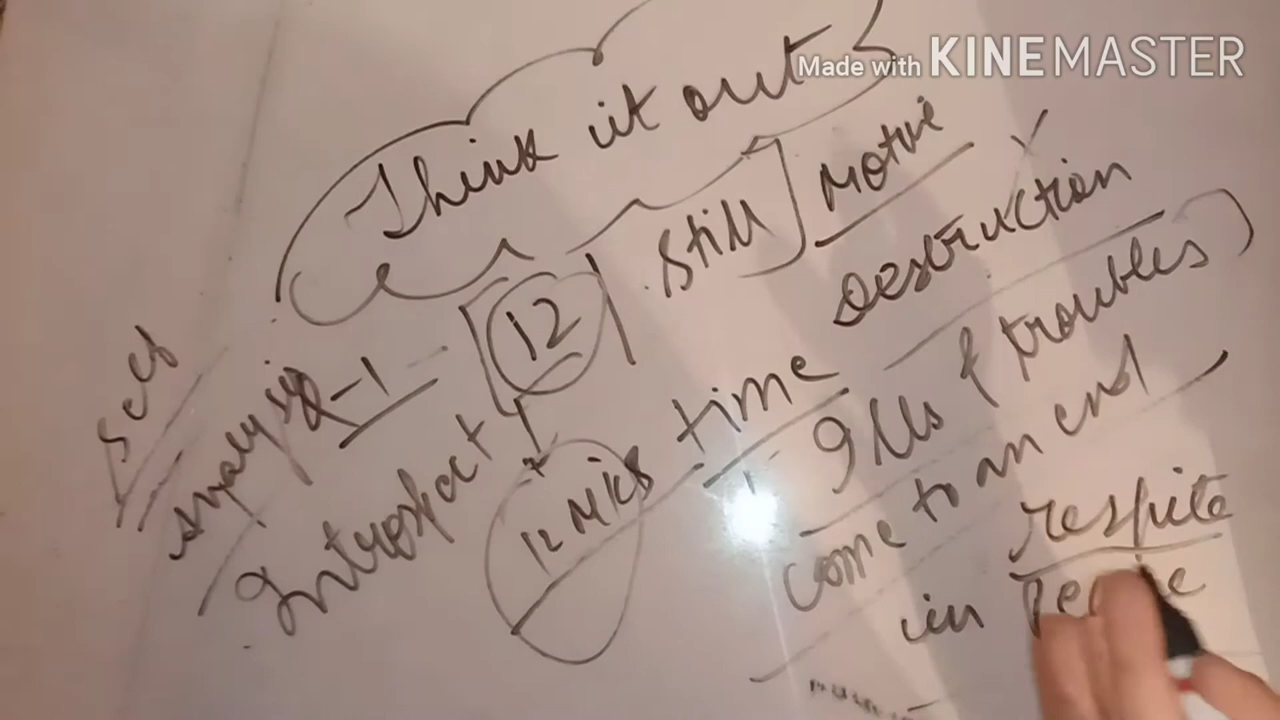 Made with KINEMASTER
Think it out
12 Still Motive
Self
analysis
Q-1
Destruction
Introspect
12 Mks time
Ills & troubles
come to an end
respite
in